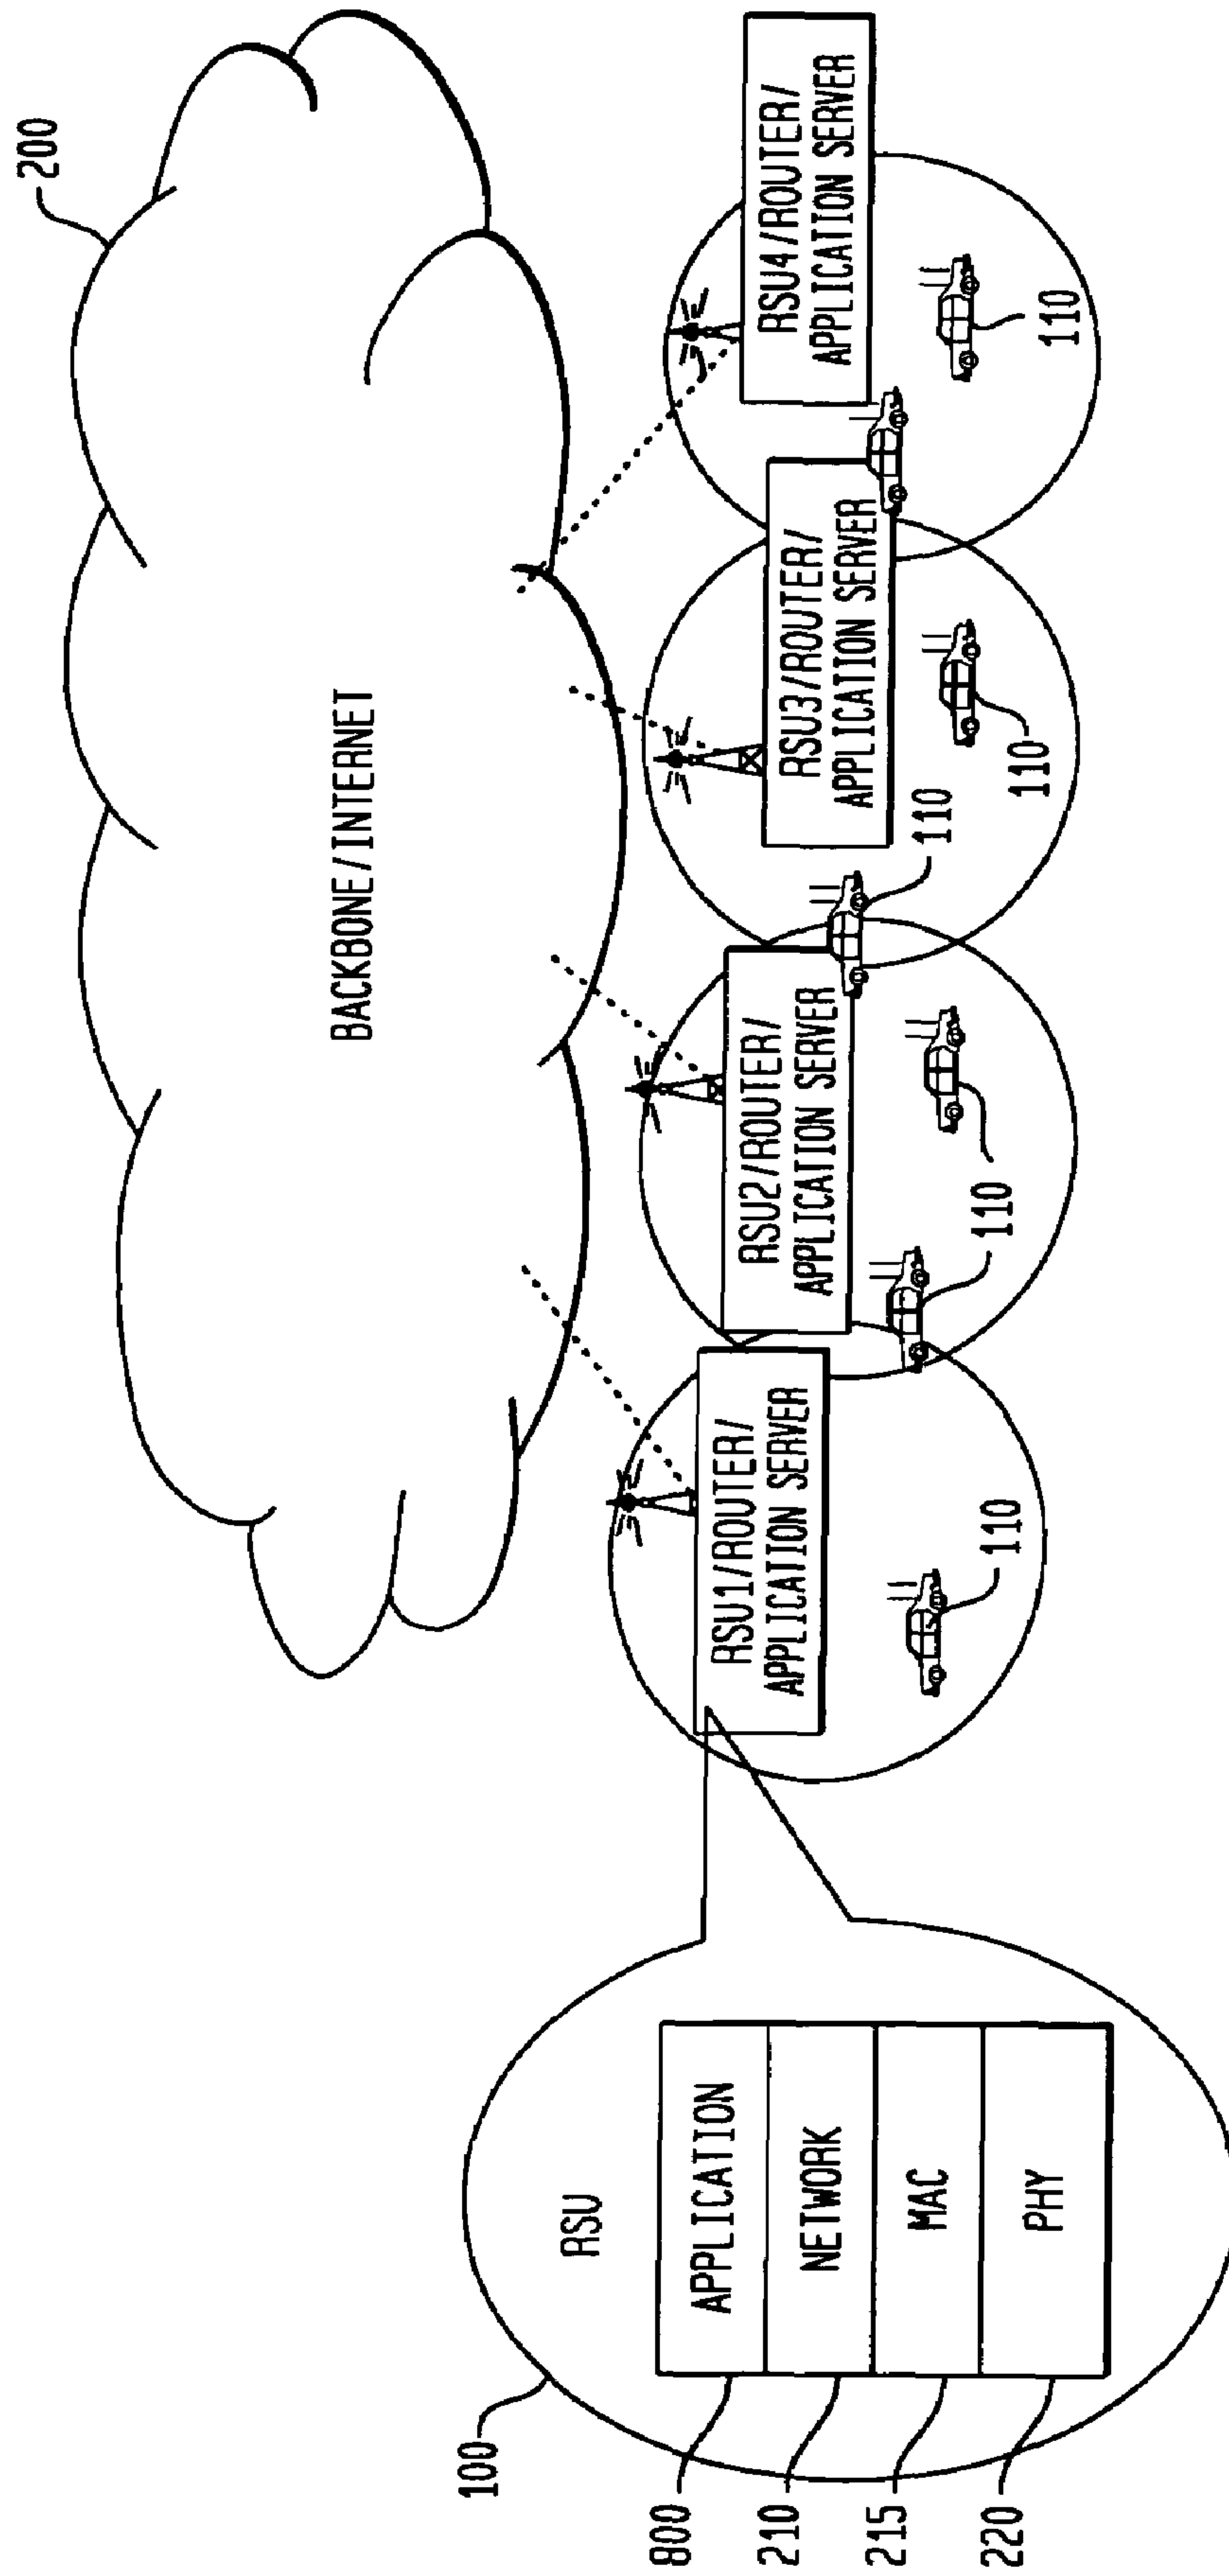 200
BACKBONE/INTERNET
RSU1/ROUTER/
APPLICATION SERVER
RSU2/ROUTER/
APPLICATION SERVER
RSU3/ROUTER/
APPLICATION SERVER
RSU4/ROUTER/
APPLICATION SERVER
110
110
110
110
110
110
100
RSU
800
APPLICATION
210
NETWORK
215
MAC
220
PHY